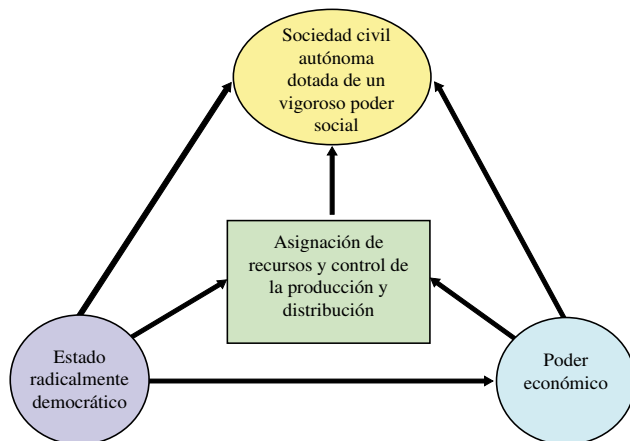 Sociedad civil
autónoma
dotada de un
vigoroso poder
social
Asignación de
recursos y control de
la producción y
distribución
Estado
radicalmente
democrático
Poder
económico